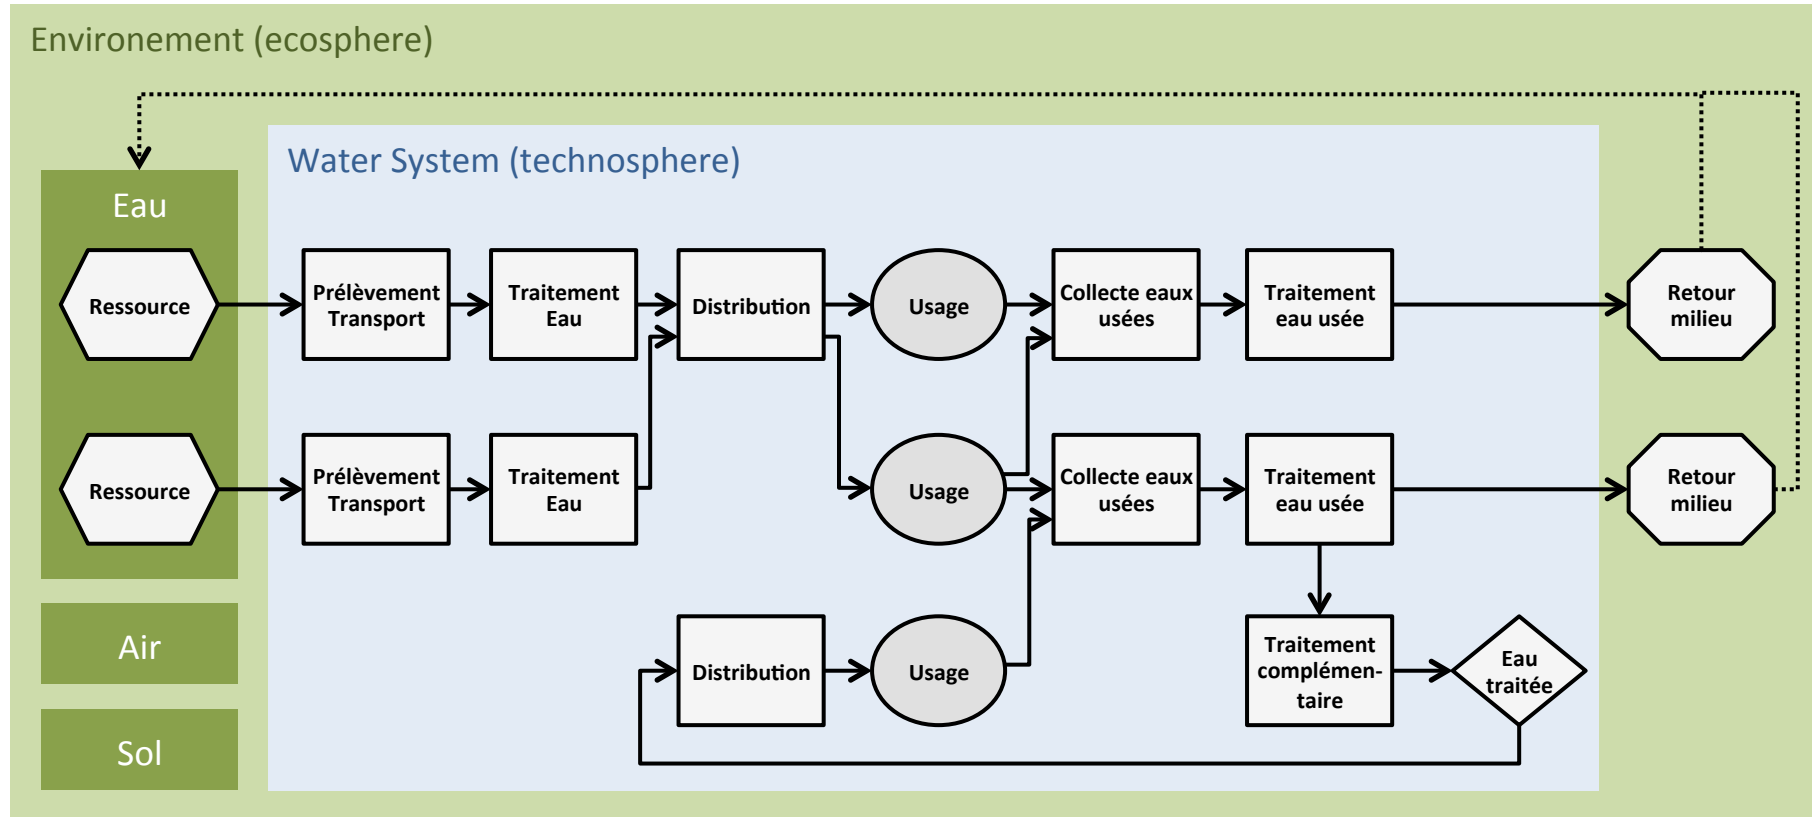 Environement (ecosphere)
Water System (technosphere)
Eau
Ressource
Prélèvement
Transport
Traitement
Eau
Distribution
Usage
Collecte eaux
usées
Traitement
eau usée
Retour
milieu
Ressource
Prélèvement
Transport
Traitement
Eau
Usage
Collecte eaux
usées
Traitement
eau usée
Retour
milieu
Air
Distribution
Usage
Traitement
complémen-
taire
Eau
traitée
Sol